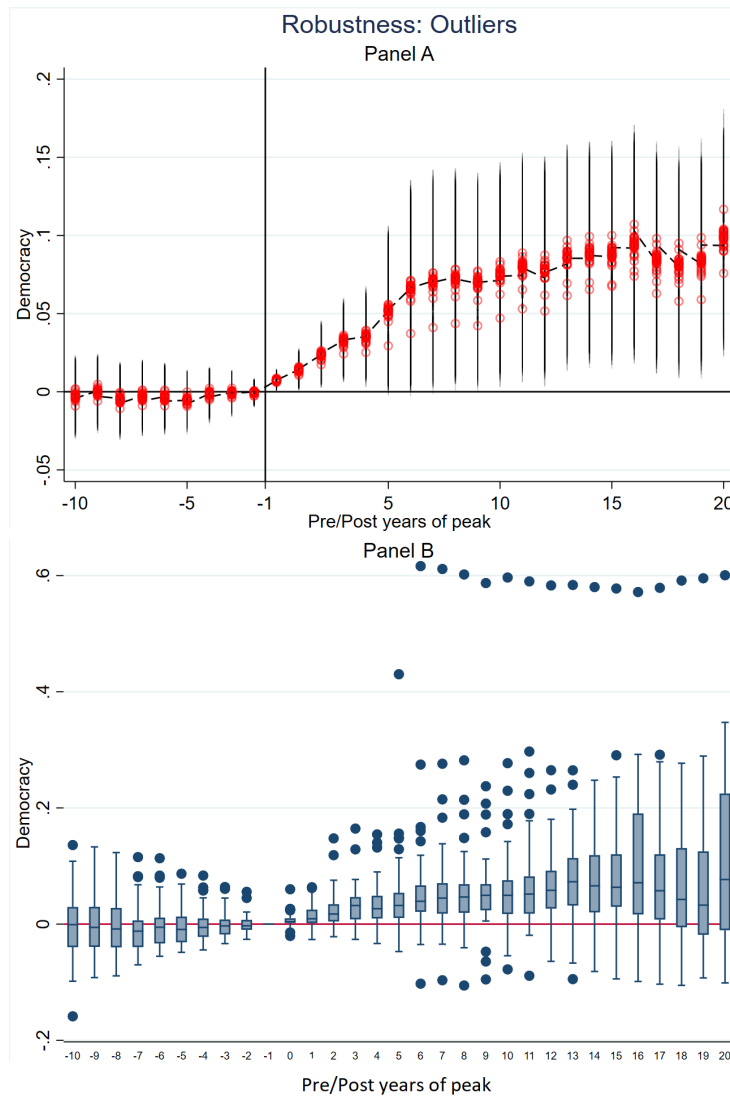 Robustness: Outliers
Panel A
.2
.15
.1
.05
0
-.05
Democracy
-10 -5 -1 5 10 15 20
Pre/Post years of peak
Panel B
.6
.4
.2
0
-.2
Democracy
-10 -9 -8 -7 -6 -5 -4 -3 -2 -1 0 1 2 3 4 5 6 7 8 9 10 11 12 13 14 15 16 17 18 19 20
Pre/Post years of peak